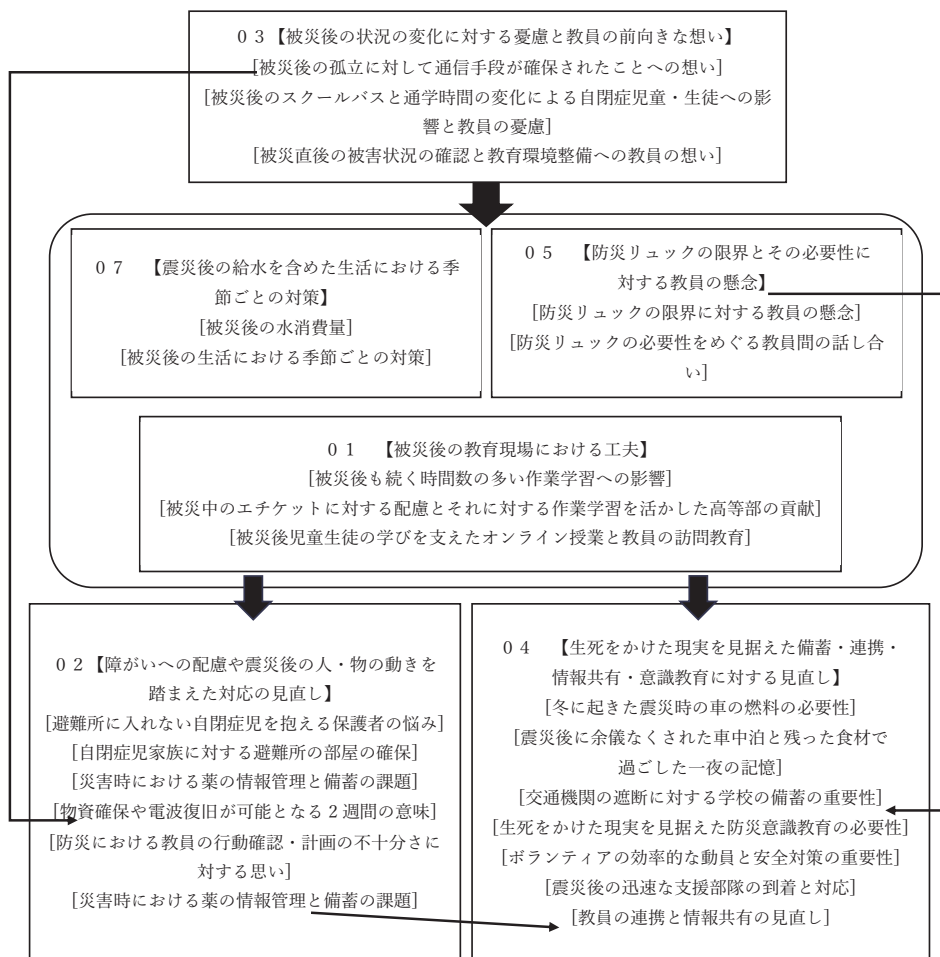 ０３【被災後の状況の変化に対する憂慮と教員の前向きな想い】
[被災後の孤立に対して通信手段が確保されたことへの想い]
[被災後のスクールバスと通学時間の変化による自閉症児童・生徒への影
響と教員の憂慮]
[被災直後の被害状況の確認と教育環境整備への教員の想い]
０７　【震災後の給水を含めた生活における季
節ごとの対策】
[被災後の水消費量]
[被災後の生活における季節ごとの対策]
０５　【防災リュックの限界とその必要性に
対する教員の懸念】
[防災リュックの限界に対する教員の懸念]
[防災リュックの必要性をめぐる教員間の話し合
い]
０１　【被災後の教育現場における工夫】
[被災後も続く時間数の多い作業学習への影響]
[被災中のエチケットに対する配慮とそれに対する作業学習を活かした高等部の貢献]
[被災後児童生徒の学びを支えたオンライン授業と教員の訪問教育]
０２【障がいへの配慮や震災後の人・物の動きを
踏まえた対応の見直し】
[避難所に入れない自閉症児を抱える保護者の悩み]
[自閉症児家族に対する避難所の部屋の確保]
[災害時における薬の情報管理と備蓄の課題]
[物資確保や電波復旧が可能となる２週間の意味]
[防災における教員の行動確認・計画の不十分さに
対する思い]
[災害時における薬の情報管理と備蓄の課題]
０４　【生死をかけた現実を見据えた備蓄・連携・
情報共有・意識教育に対する見直し】
[冬に起きた震災時の車の燃料の必要性]
[震災後に余儀なくされた車中泊と残った食材で
過ごした一夜の記憶]
[交通機関の遮断に対する学校の備蓄の重要性]
[生死をかけた現実を見据えた防災意識教育の必要性]
[ボランティアの効率的な動員と安全対策の重要性]
[震災後の迅速な支援部隊の到着と対応]
[教員の連携と情報共有の見直し]